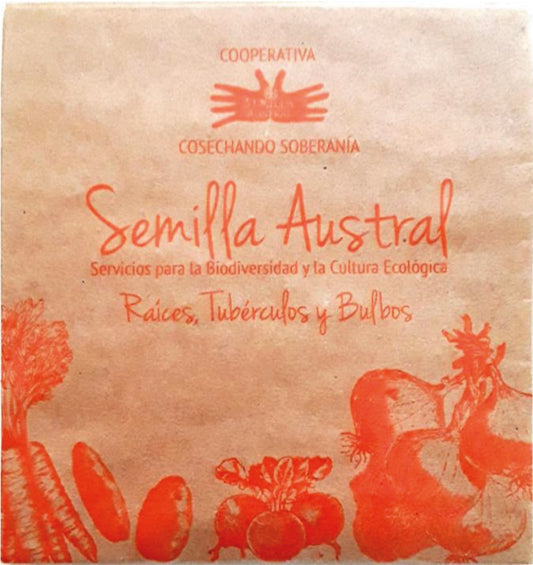 COOPERATIVA
COSECHANDO SOBERANÍA
Semilla Austral
Servicios para la Biodiversidad y la Cultura Ecológica
Raíces, Tubérculos y Bulbos